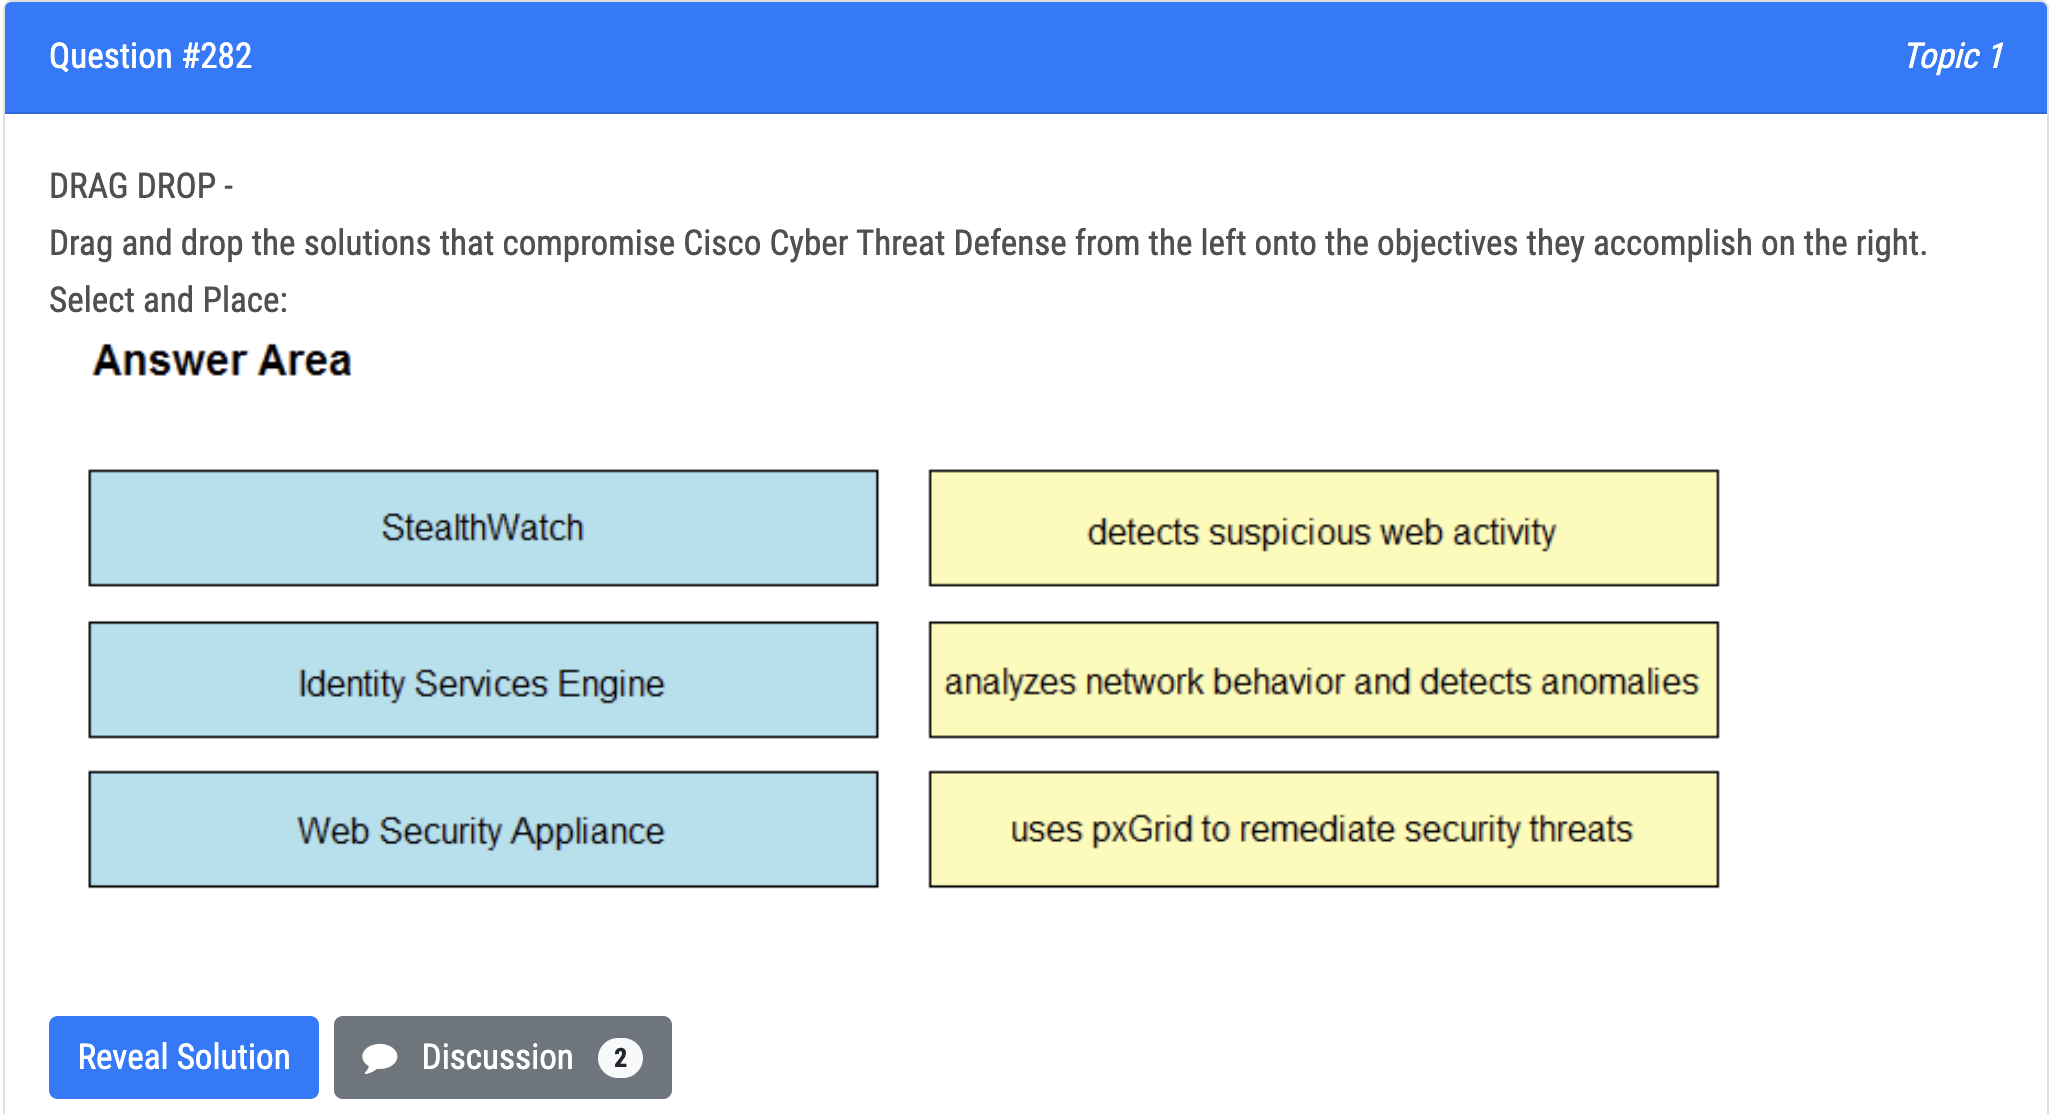 Question #282
Topic 1
DRAG DROP -
Drag and drop the solutions that compromise Cisco Cyber Threat Defense from the left onto the objectives they accomplish on the right.
Select and Place:
Answer Area
StealthWatch
detects suspicious web activity
Identity Services Engine
analyzes network behavior and detects anomalies
Web Security Appliance
uses pxGrid to remediate security threats
Reveal Solution
Discussion 2